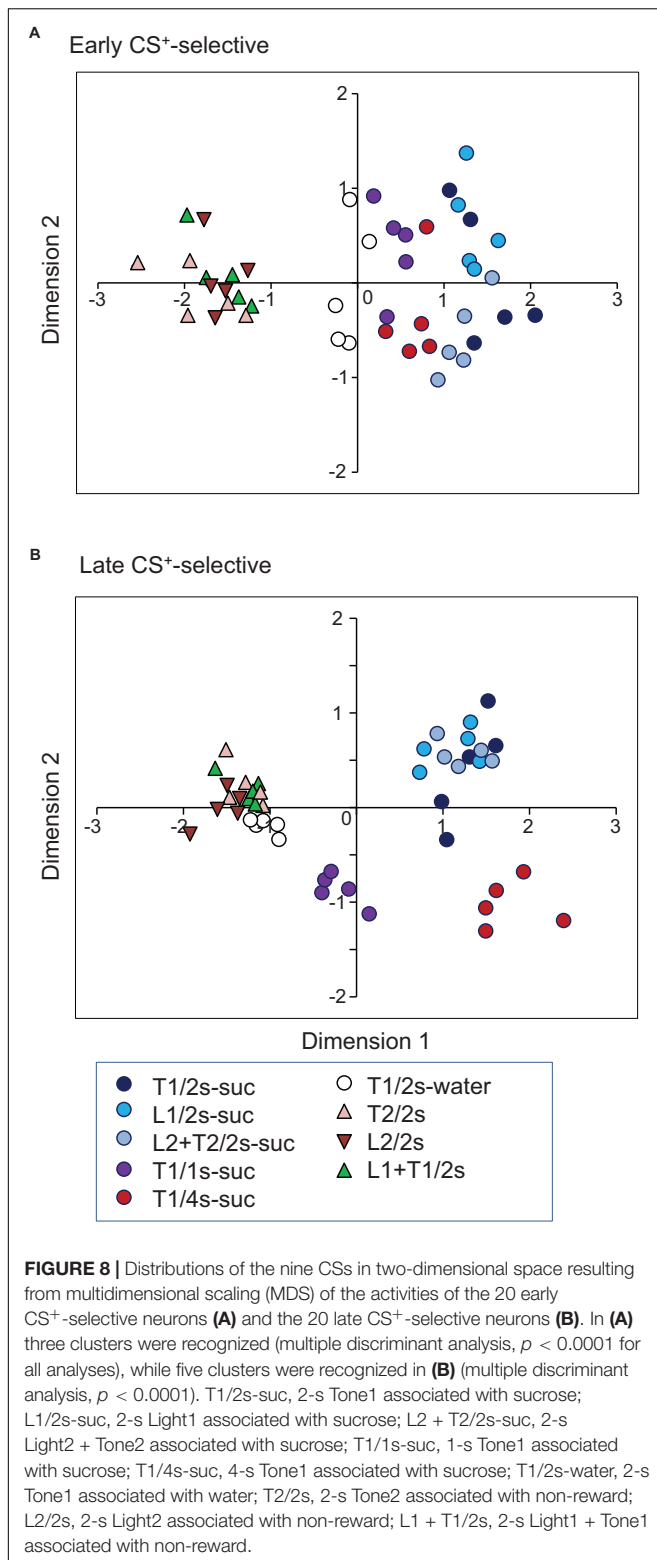 A
Early CS+-selective
2
1
Dimension 2
-3
-2
-1
0
1
2
3
-1
-2
B
Late CS+-selective
2
1
Dimension 2
-3
-2
-1
0
1
2
3
-1
-2
Dimension 1
T1/2s-suc
T1/2s-water
L1/2s-suc
T2/2s
L2+T2/2s-suc
L2/2s
T1/1s-suc
L1+T1/2s
T1/4s-suc
FIGURE 8 | Distributions of the nine CSs in two-dimensional space resulting
from multidimensional scaling (MDS) of the activities of the 20 early
CS+-selective neurons (A) and the 20 late CS+-selective neurons (B). In (A)
three clusters were recognized (multiple discriminant analysis, p < 0.0001 for
all analyses), while five clusters were recognized in (B) (multiple discriminant
analysis, p < 0.0001). T1/2s-suc, 2-s Tone1 associated with sucrose;
L1/2s-suc, 2-s Light1 associated with sucrose; L2 + T2/2s-suc, 2-s
Light2 + Tone2 associated with sucrose; T1/1s-suc, 1-s Tone1 associated
with sucrose; T1/4s-suc, 4-s Tone1 associated with sucrose; T1/2s-water, 2-s
Tone1 associated with water; T2/2s, 2-s Tone2 associated with non-reward;
L2/2s, 2-s Light2 associated with non-reward; L1 + T1/2s, 2-s Light1 + Tone1
associated with non-reward.